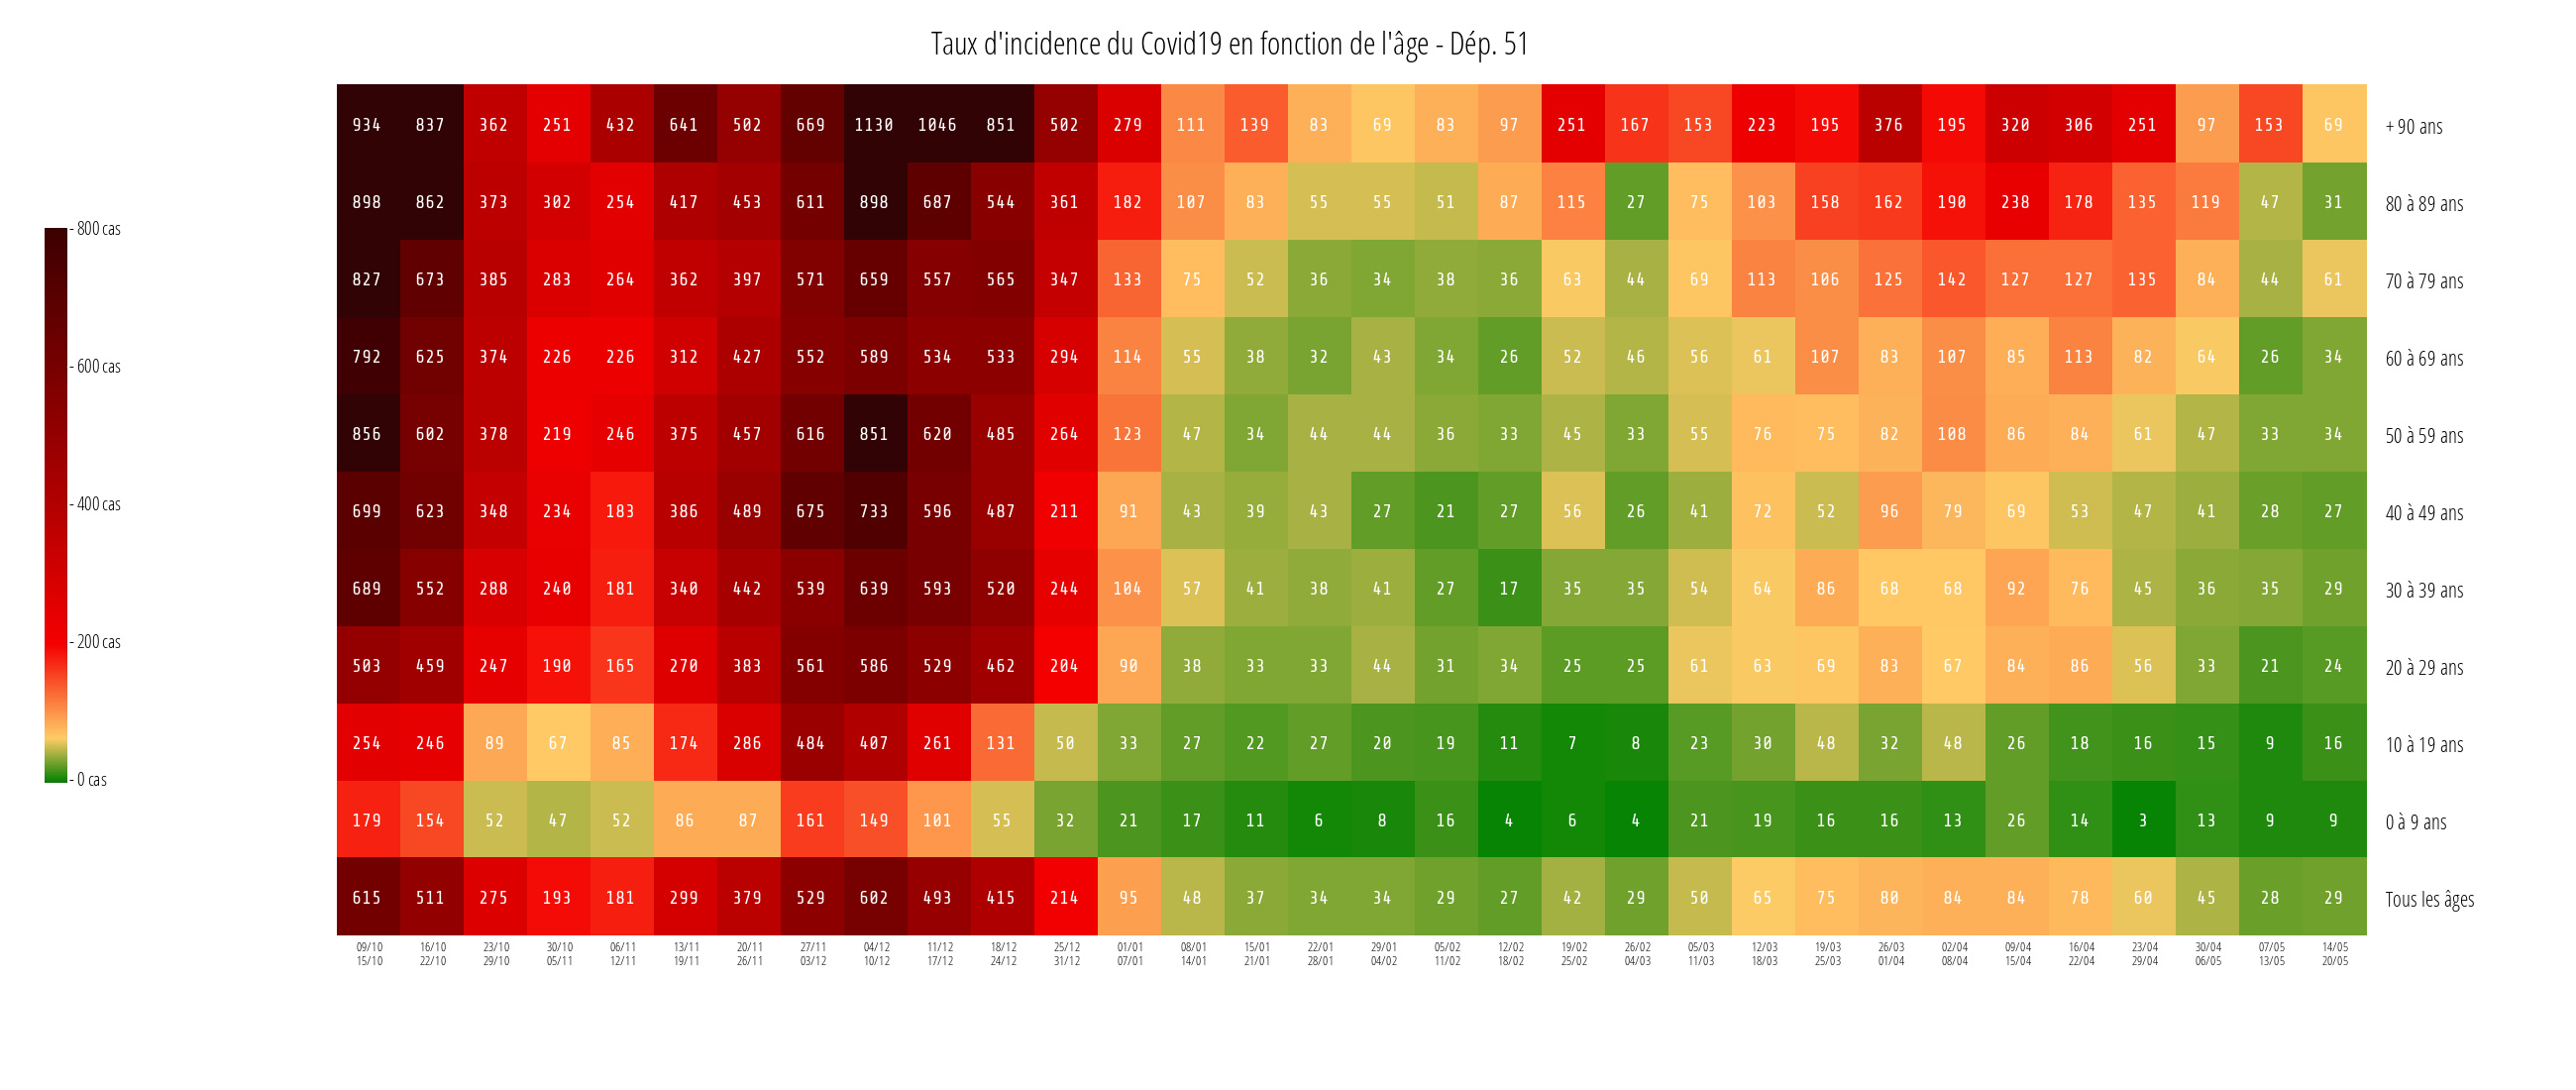 Taux d'incidence du Covid19 en fonction de l'âge - Dép. 51
- 800 cas
- 600 cas
- 400 cas
- 200 cas
- 0 cas
934 837 362 251 432 641 502 669 1130 1046 851 502 279 111 139 83 69 83 97 251 167 153 223 195 376 195 320 306 251 97 153 69 + 90 ans
898 862 373 302 254 417 453 611 898 687 544 361 182 107 83 55 55 51 87 115 27 75 103 158 162 190 238 178 135 119 47 31 80 à 89 ans
827 673 385 283 264 362 397 571 659 557 565 347 133 75 52 36 34 38 36 63 44 69 113 106 125 142 127 127 135 84 44 61 70 à 79 ans
792 625 374 226 226 312 427 552 589 534 533 294 114 55 38 32 43 34 26 52 46 56 61 107 83 107 85 113 82 64 26 34 60 à 69 ans
856 602 378 219 246 375 457 616 851 620 485 264 123 47 34 44 44 36 33 45 33 55 76 75 82 108 86 84 61 47 33 34 50 à 59 ans
699 623 348 234 183 386 489 675 733 596 487 211 91 43 39 43 27 21 27 56 26 41 72 52 96 79 69 53 47 41 28 27 40 à 49 ans
689 552 288 240 181 340 442 539 639 593 520 244 104 57 41 38 41 27 17 35 35 54 64 86 68 68 92 76 45 36 35 29 30 à 39 ans
503 459 247 190 165 270 383 561 586 529 462 204 90 38 33 33 44 31 34 25 25 61 63 69 83 67 84 86 56 33 21 24 20 à 29 ans
254 246 89 67 85 174 286 484 407 261 131 50 33 27 22 27 20 19 11 7 8 23 30 48 32 48 26 18 16 15 9 16 10 à 19 ans
179 154 52 47 52 86 87 161 149 101 55 32 21 17 11 6 8 16 4 6 4 21 19 16 16 13 26 14 3 13 9 9 0 à 9 ans
615 511 275 193 181 299 379 529 602 493 415 214 95 48 37 34 34 29 27 42 29 50 65 75 80 84 84 78 60 45 28 29 Tous les âges
09/10 16/10 23/10 30/10 06/11 13/11 20/11 27/11 04/12 11/12 18/12 25/12 01/01 08/01 15/01 22/01 29/01 05/02 12/02 19/02 26/02 05/03 12/03 19/03 26/03 02/04 09/04 16/04 23/04 30/04 07/05 14/05
15/10 22/10 29/10 05/11 12/11 19/11 26/11 03/12 10/12 17/12 24/12 31/12 07/01 14/01 21/01 28/01 04/02 11/02 18/02 25/02 04/03 11/03 18/03 25/03 01/04 08/04 15/04 22/04 29/04 06/05 13/05 20/05